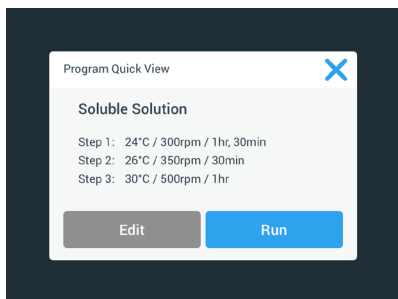 Program Quick View
Soluble Solution
Step 1: 24°C / 300rpm / 1hr, 30min
Step 2: 26°C / 350rpm / 30min
Step 3: 30°C / 500rpm / 1hr
Edit Run